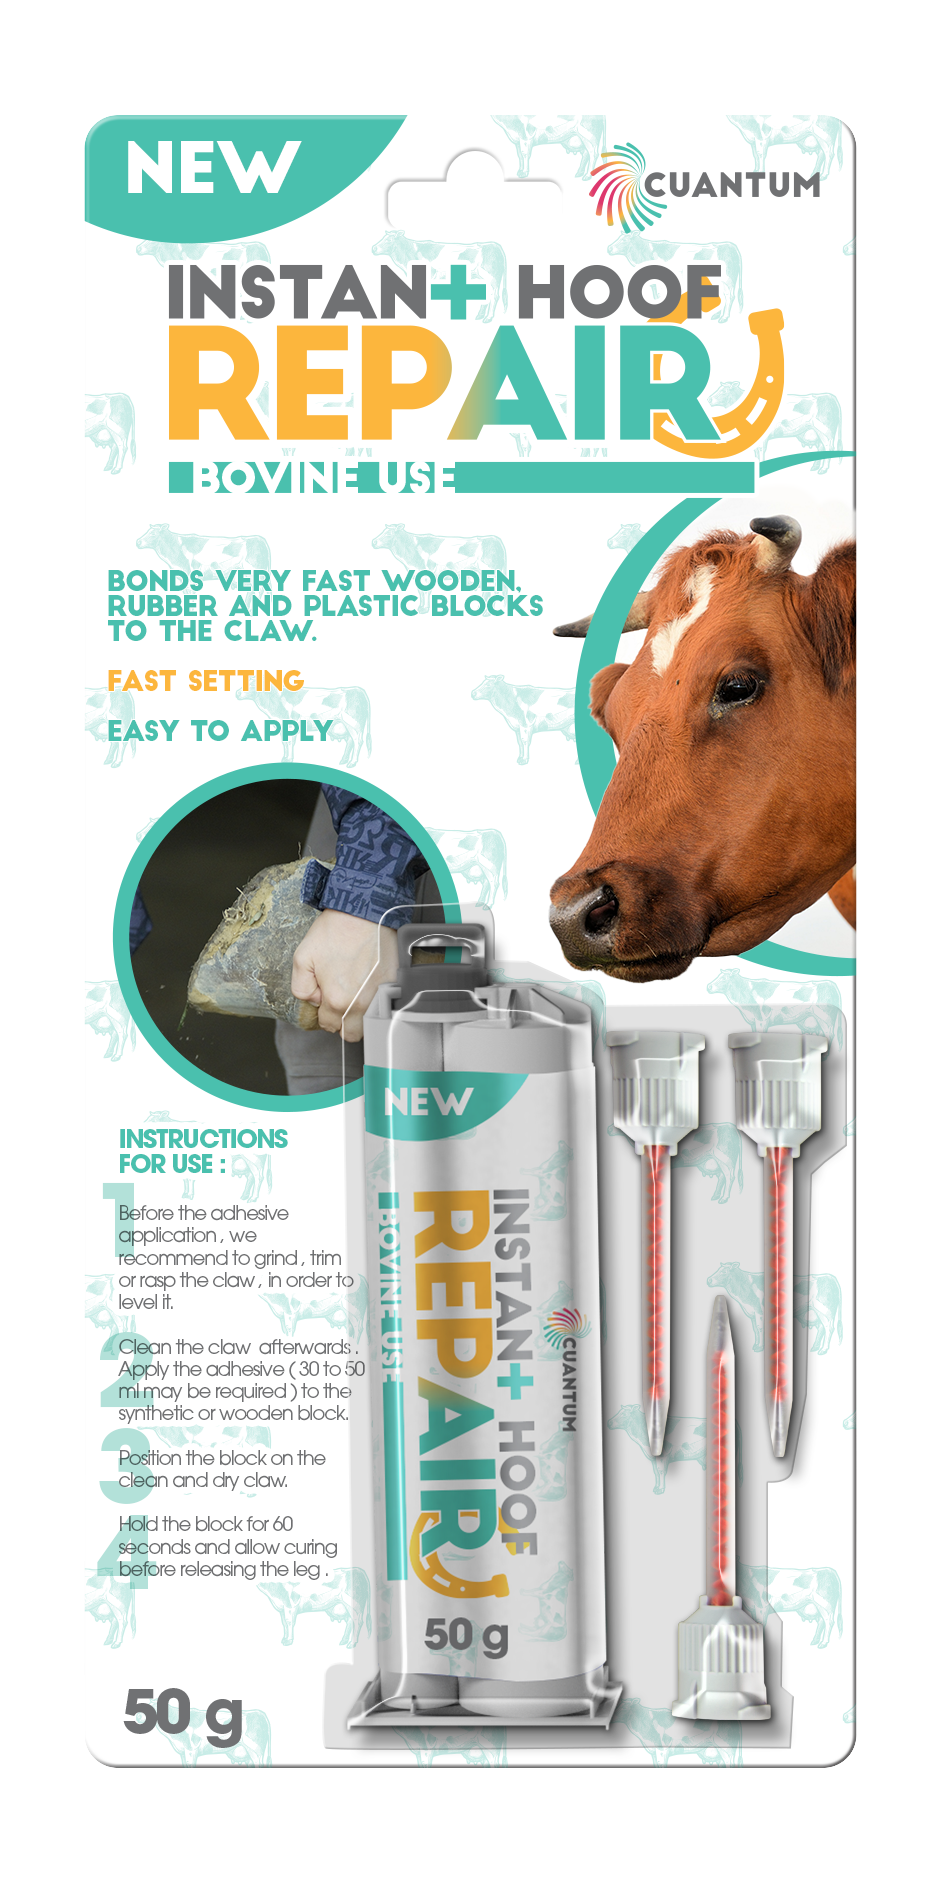 NEW
CUANTUM
INSTAN+ HOOF
REPAIR
BOVINE USE
BONDS VERY FAST WOODEN,
RUBBER AND PLASTIC BLOCKS
TO THE CLAW.
FAST SETTING
EASY TO APPLY
INSTRUCTIONS
FOR USE :
1
Before the adhesive
application , we
recommend to grind , trim
or rasp the claw , in order to
level it.
2
Clean the claw afterwards .
Apply the adhesive ( 30 to 50
ml may be required ) to the
synthetic or wooden block.
3
Position the block on the
clean and dry claw.
4
Hold the block for 60
seconds and allow curing
before releasing the leg .
50 g
NEW
INSTAN+ HOOF
REPAIR
BOVINE USE
CUANTUM
50 g